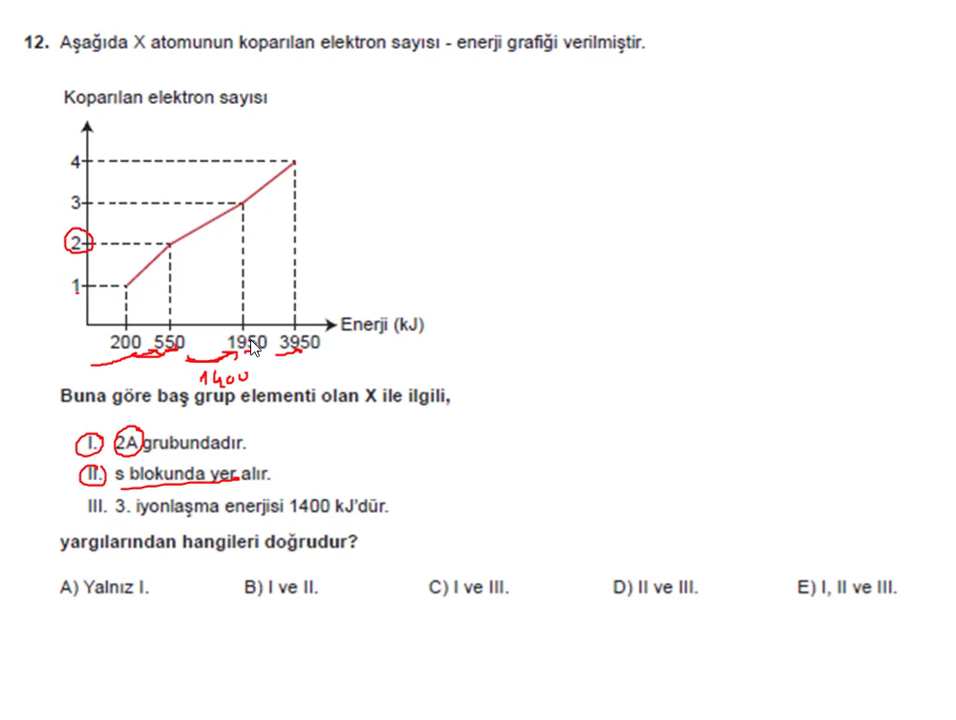 12. Aşağıda X atomunun koparılan elektron sayısı - enerji grafiği verilmiştir.
Koparılan elektron sayısı
4
3
2
1
Enerji (kJ)
200 550 1950 3950
1400
Buna göre baş grup elementi olan X ile ilgili,
I. 2A grubundadır.
II. s blokunda yer alır.
III. 3. iyonlaşma enerjisi 1400 kJ'dür.
yargılarından hangileri doğrudur?
A) Yalnız I. B) I ve II. C) I ve III. D) II ve III. E) I, II ve III.